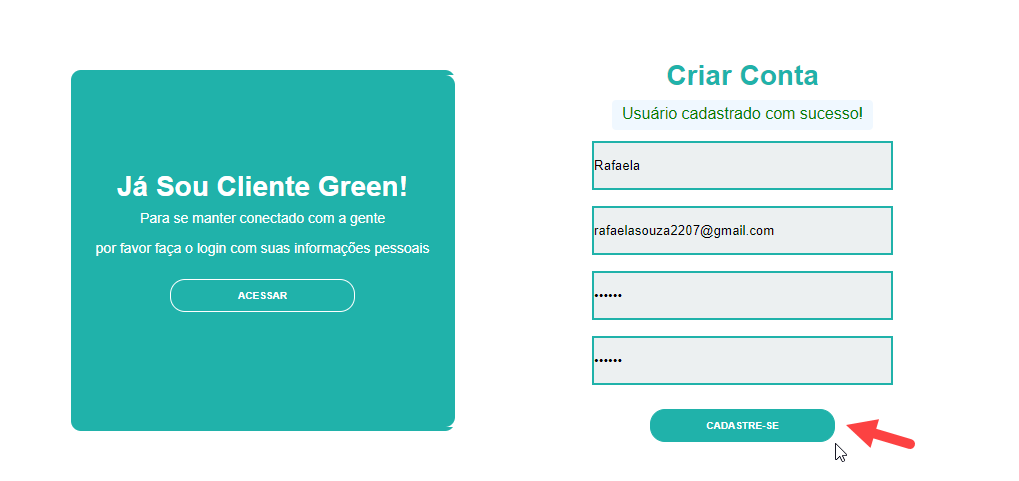 Já Sou Cliente Green!
Para se manter conectado com a gente
por favor faça o login com suas informações pessoais
ACESSAR
Criar Conta
Usuário cadastrado com sucesso!
Rafaela
rafaelasouza2207@gmail.com
••••••
••••••
CADASTRE-SE